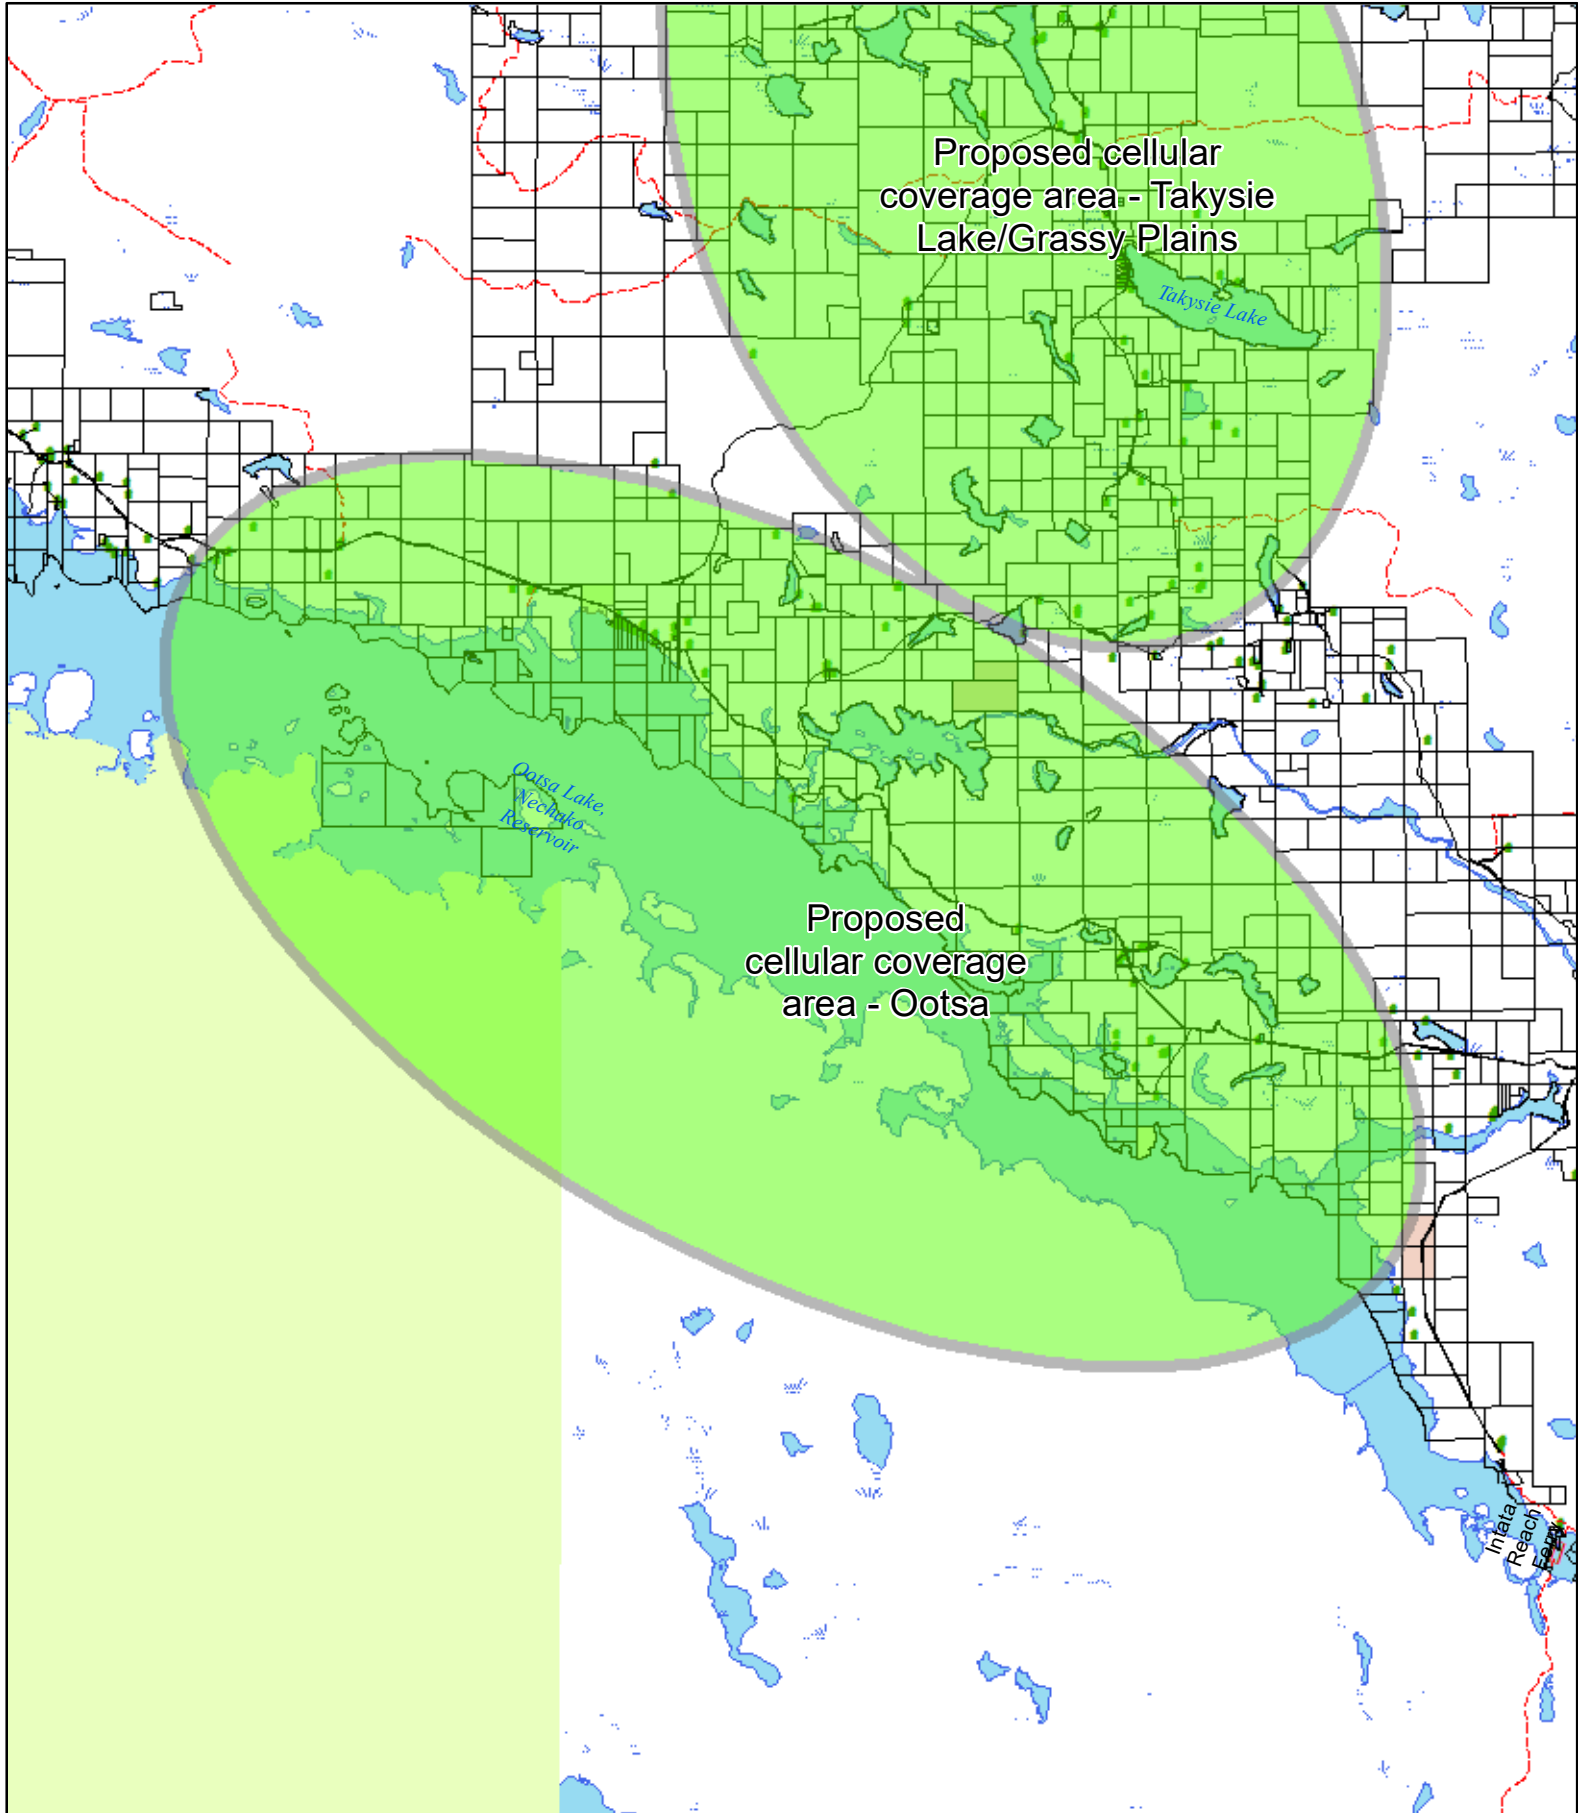 Proposed cellular
coverage area - Takysie
Lake/Grassy Plains
Takysie Lake
Ootsa Lake,
Nechako
Reservoir
Proposed
cellular coverage
area - Ootsa
Intata
Reach
Ferry